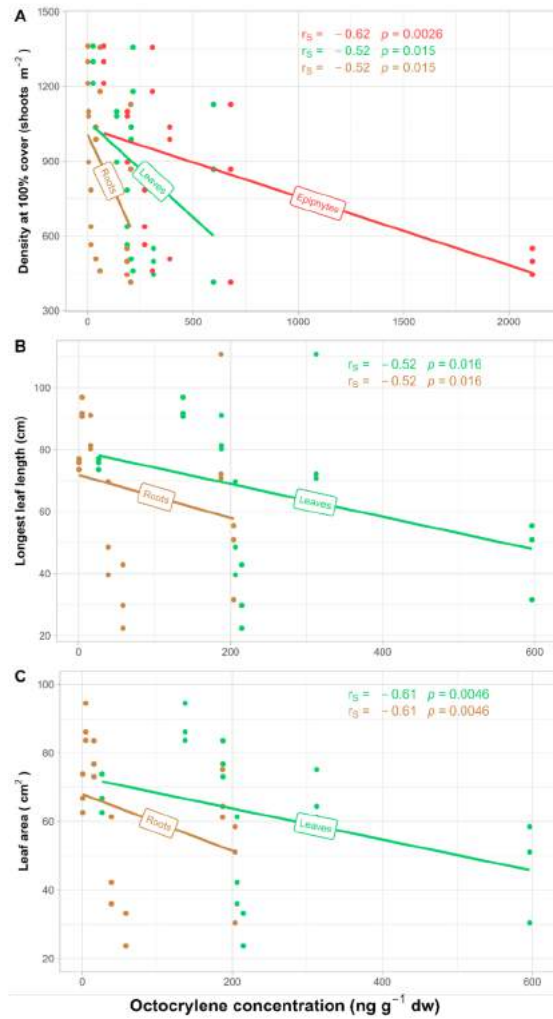 A
rS = − 0.62 p = 0.0026
rS = − 0.52 p = 0.015
rS = − 0.52 p = 0.015
1500
1200
900
600
300
Density at 100% cover (shoots m⁻²)
Roots
Leaves
Epiphytes
0
500
1000
1500
2000
B
rS = −0.52 p = 0.016
rS = −0.52 p = 0.016
100
80
60
40
20
Longest leaf length (cm)
Roots
Leaves
0
200
400
600
C
rS = −0.61 p = 0.0046
rS = −0.61 p = 0.0046
100
80
60
40
20
Leaf area ( cm²)
Roots
Leaves
0
200
400
600
Octocrylene concentration (ng g⁻¹ dw)